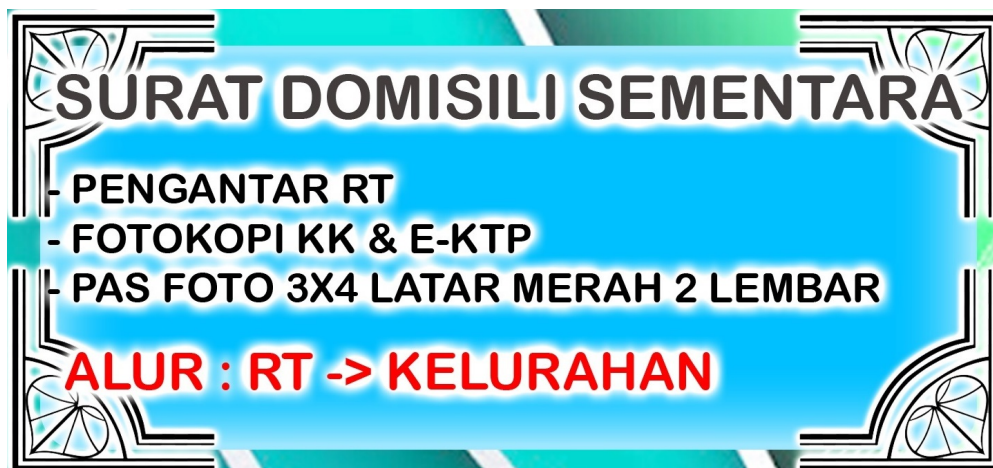 SURAT DOMISILI SEMENTARA
- PENGANTAR RT
- FOTOKOPI KK & E-KTP
- PAS FOTO 3X4 LATAR MERAH 2 LEMBAR
ALUR : RT -> KELURAHAN